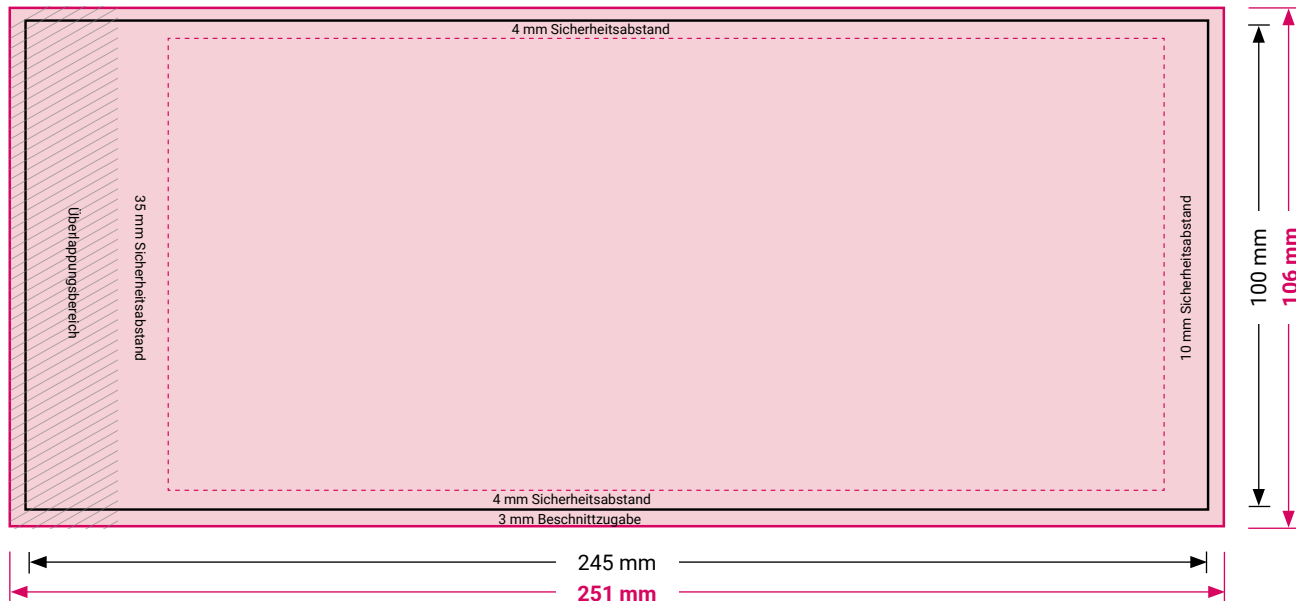 4 mm Sicherheitsabstand
Überlappungsbereich
35 mm Sicherheitsabstand
10 mm Sicherheitsabstand
100 mm
106 mm
4 mm Sicherheitsabstand
3 mm Beschnittzugabe
245 mm
251 mm